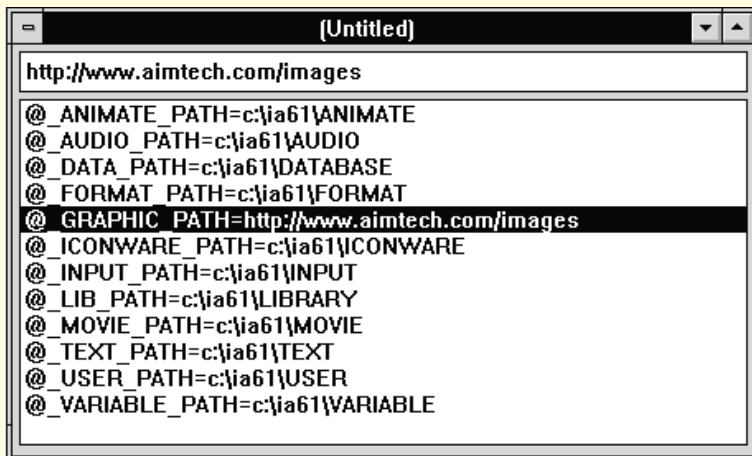 (Untitled)
http://www.aimtech.com/images
@_ANIMATE_PATH=c:\ia61\ANIMATE
@_AUDIO_PATH=c:\ia61\AUDIO
@_DATA_PATH=c:\ia61\DATABASE
@_FORMAT_PATH=c:\ia61\FORMAT
@_GRAPHIC_PATH=http://www.aimtech.com/images
@_ICONWARE_PATH=c:\ia61\ICONWARE
@_INPUT_PATH=c:\ia61\INPUT
@_LIB_PATH=c:\ia61\LIBRARY
@_MOVIE_PATH=c:\ia61\MOVIE
@_TEXT_PATH=c:\ia61\TEXT
@_USER_PATH=c:\ia61\USER
@_VARIABLE_PATH=c:\ia61\VARIABLE